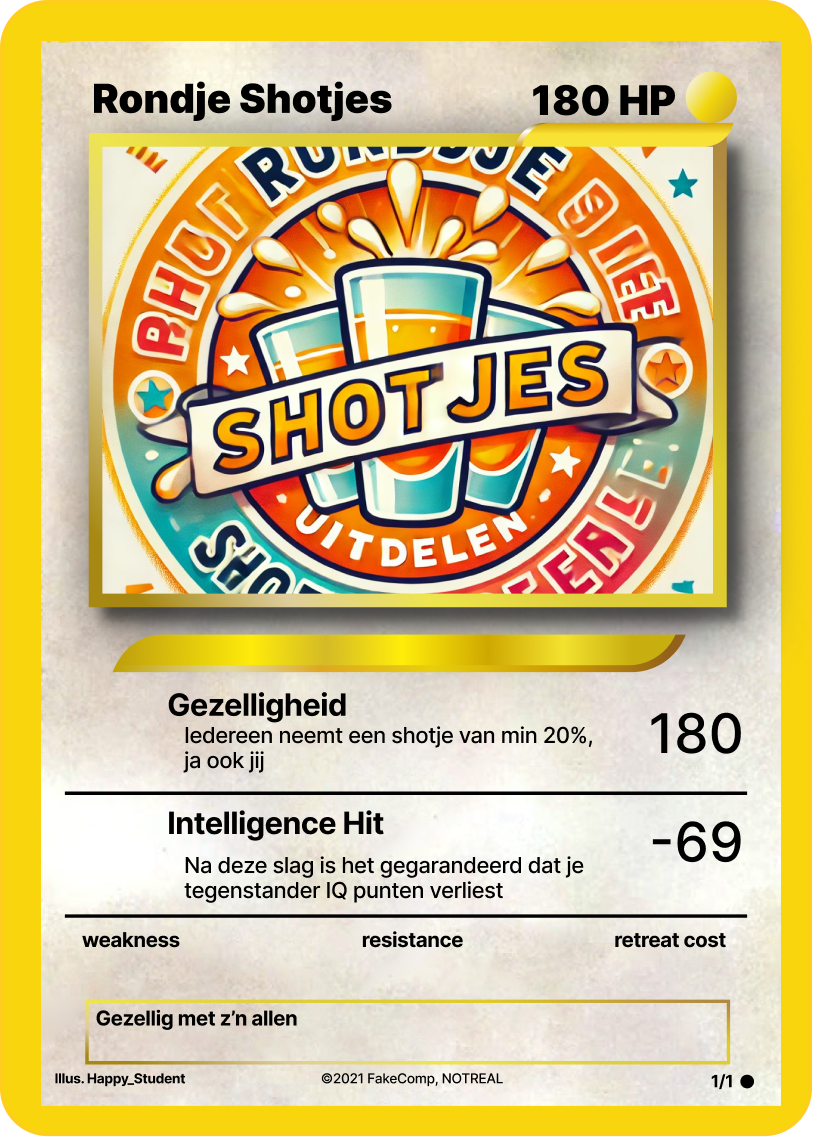 Rondje Shotjes
180 HP
SHOTJES
UITDELEN
Gezelligheid
Iedereen neemt een shotje van min 20%,
ja ook jij
180
Intelligence Hit
-69
Na deze slag is het gegarandeerd dat je
tegenstander IQ punten verliest
weakness resistance retreat cost
Gezellig met z’n allen
Illus. Happy_Student ©2021 FakeComp, NOTREAL 1/1